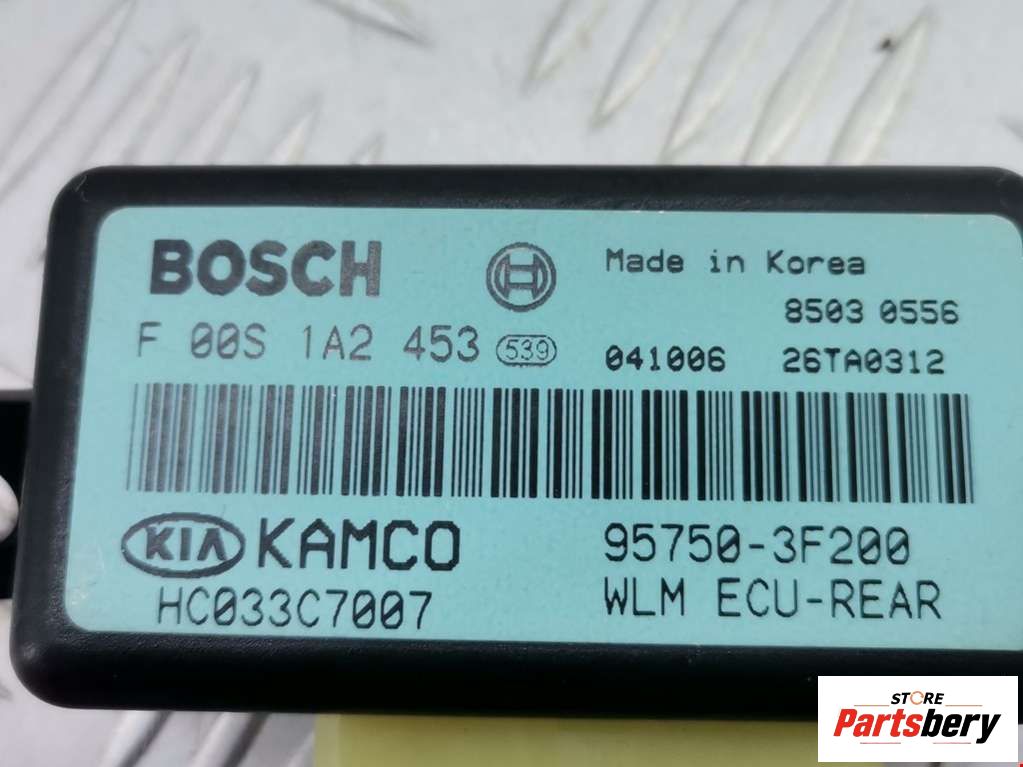 BOSCH
Made in Korea
8503 0556
F 00S 1A2 453 539
041006 26TA0312
KIA KAMCO
95750-3F200
HC033C7007
WLM ECU-REAR
STORE
Partsbery